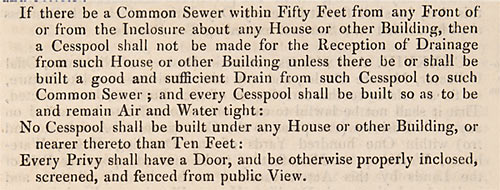 If there be a Common Sewer within Fifty Feet from any Front of
or from the Inclosure about any House or other Building, then
a Cesspool shall not be made for the Reception of Drainage
from such House or other Building unless there be or shall be
built a good and sufficient Drain from such Cesspool to such
Common Sewer; and every Cesspool shall be built so as to be
and remain Air and Water tight:
No Cesspool shall be built under any House or other Building, or
nearer thereto than Ten Feet:
Every Privy shall have a Door, and be otherwise properly inclosed,
screened, and fenced from public View.